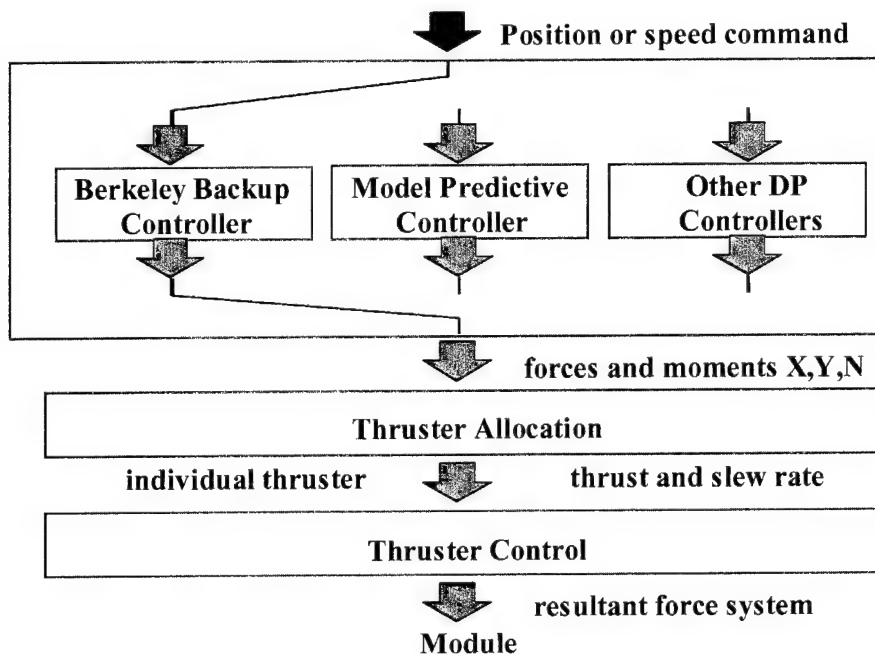 Position or speed command
Berkeley Backup
Controller
Model Predictive
Controller
Other DP
Controllers
forces and moments X,Y,N
Thruster Allocation
individual thruster
thrust and slew rate
Thruster Control
resultant force system
Module